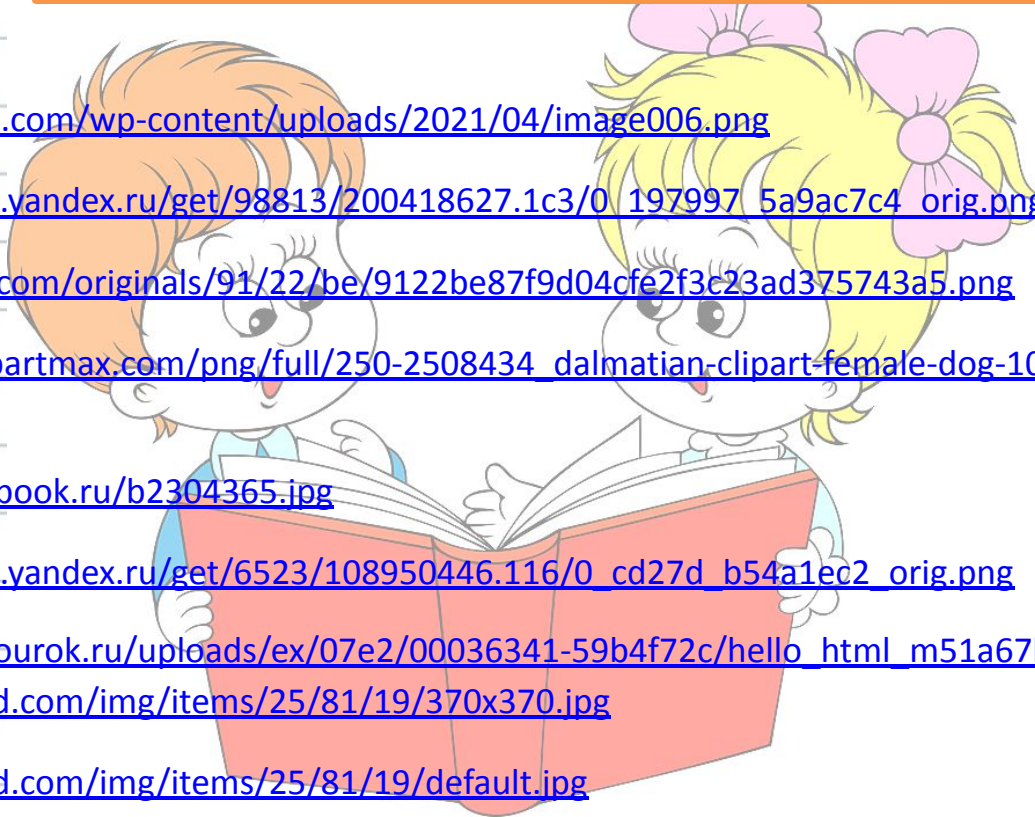 .com/wp-content/uploads/2021/04/image006.png
.yandex.ru/get/98813/200418627.1c3/0_197997_5a9ac7c4_orig.png
com/originals/91/22/be/9122be87f9d04cfe2f3c23ad375743a5.png
artmax.com/png/full/250-2508434_dalmatian-clipart-female-dog-10
book.ru/b2304365.jpg
.yandex.ru/get/6523/108950446.116/0_cd27d_b54a1ec2_orig.png
ourok.ru/uploads/ex/07e2/00036341-59b4f72c/hello_html_m51a67
d.com/img/items/25/81/19/370x370.jpg
d.com/img/items/25/81/19/default.jpg